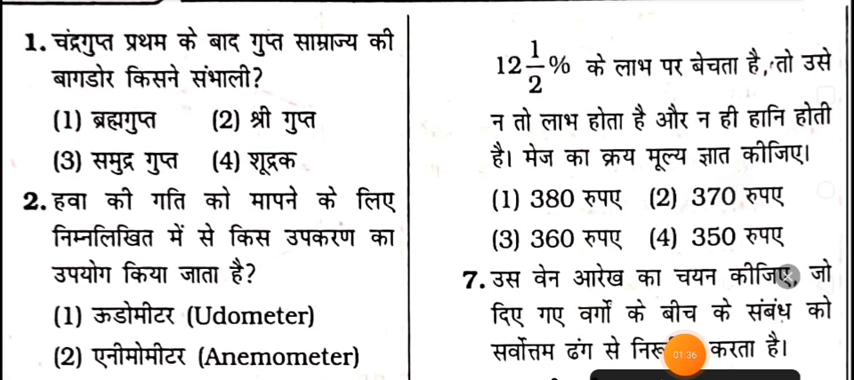 1. चंद्रगुप्त प्रथम के बाद गुप्त साम्राज्य की
बागडोर किसने संभाली?
(1) ब्रह्मगुप्त (2) श्री गुप्त
(3) समुद्र गुप्त (4) शूद्रक
2. हवा की गति को मापने के लिए
निम्नलिखित में से किस उपकरण का
उपयोग किया जाता है?
(1) ऊडोमीटर (Udometer)
(2) एनीमोमीटर (Anemometer)
12 1/2 % के लाभ पर बेचता है, तो उसे
न तो लाभ होता है और न ही हानि होती
है। मेज का क्रय मूल्य ज्ञात कीजिए।
(1) 380 रुपए (2) 370 रुपए
(3) 360 रुपए (4) 350 रुपए
7. उस वेन आरेख का चयन कीजिए, जो
दिए गए वर्गों के बीच के संबंध को
सर्वोत्तम ढंग से करता है।
01:36